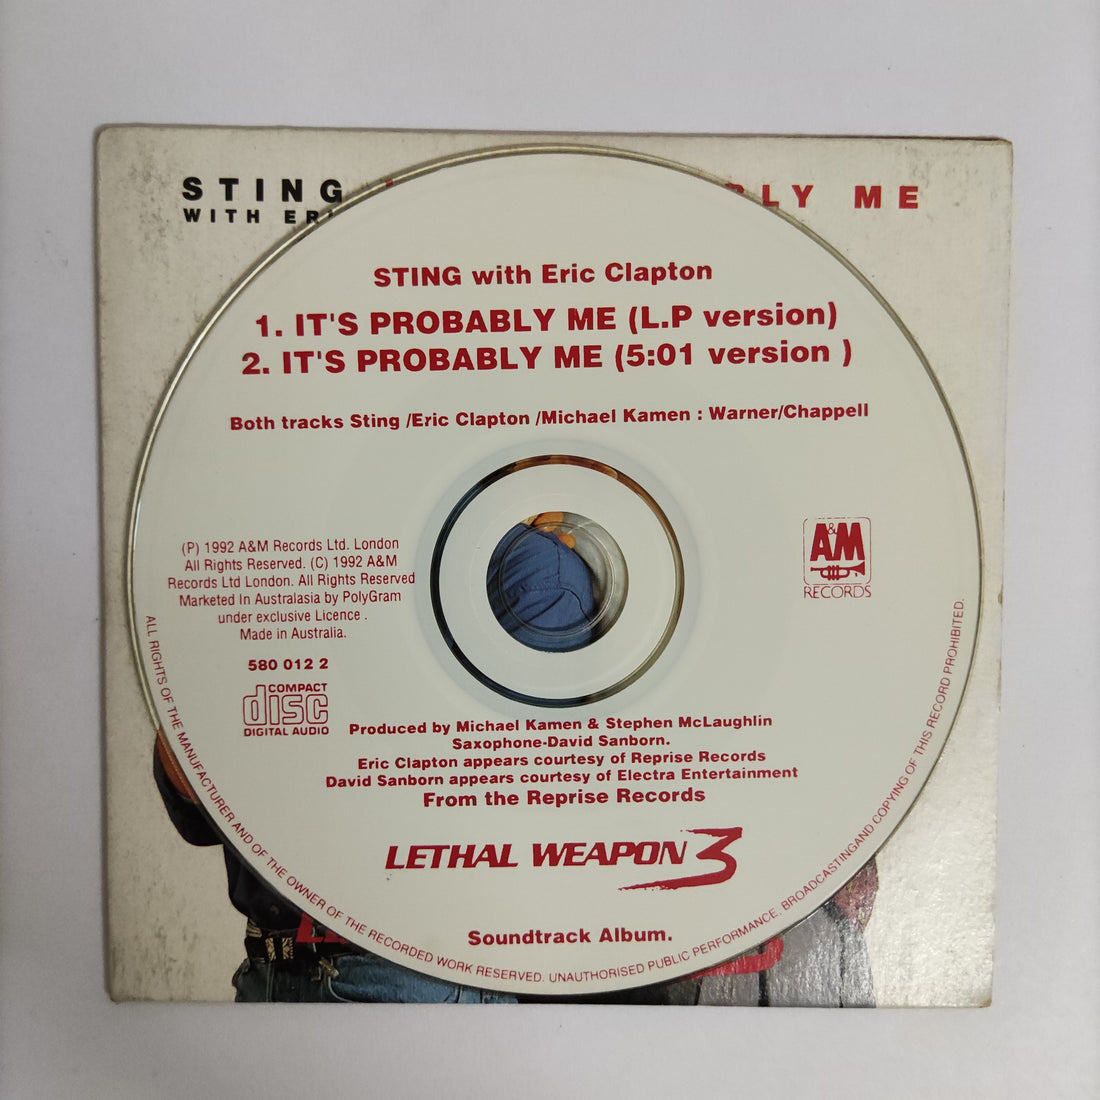 STING
WITH ERI
BLY ME
STING with Eric Clapton
1. IT'S PROBABLY ME (L.P version)
2. IT'S PROBABLY ME (5:01 version )
Both tracks Sting /Eric Clapton /Michael Kamen : Warner/Chappell
(P) 1992 A&M Records Ltd. London
All Rights Reserved. (C) 1992 A&M
Records Ltd London. All Rights Reserved
Marketed In Australasia by PolyGram
under exclusive Licence .
Made in Australia.
580 012 2
COMPACT
disc
DIGITAL AUDIO
A&M
RECORDS
Produced by Michael Kamen & Stephen McLaughlin
Saxophone-David Sanborn.
Eric Clapton appears courtesy of Reprise Records
David Sanborn appears courtesy of Electra Entertainment
From the Reprise Records
LETHAL WEAPON 3
Soundtrack Album.
ALL RIGHTS OF THE MANUFACTURER AND OF THE OWNER OF THE RECORDED WORK RESERVED. UNAUTHORISED PUBLIC PERFORMANCE, BROADCASTINGAND COPYING OF THIS RECORD PROHIBITED.